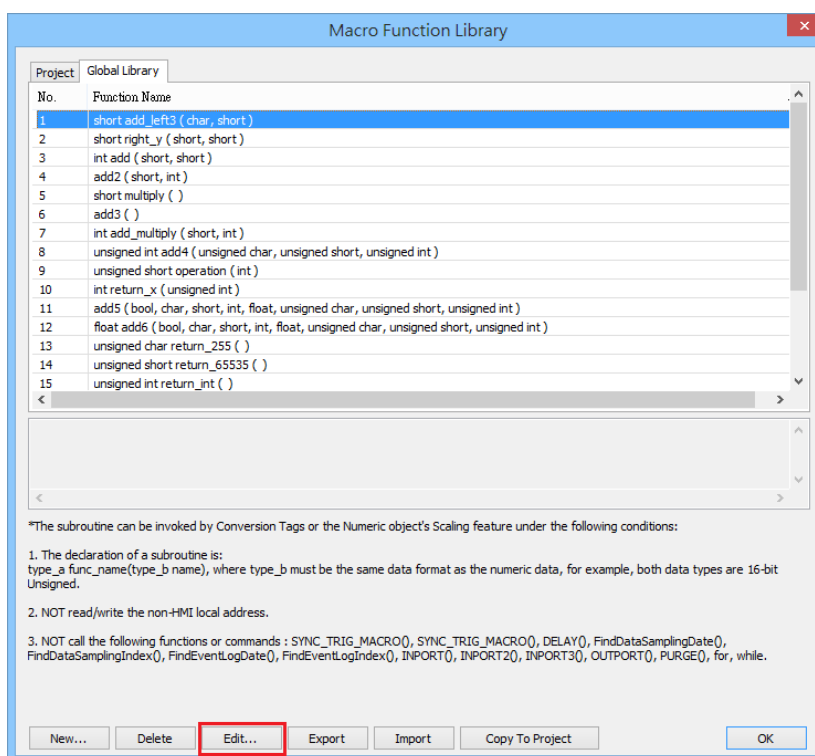 Macro Function Library
Project Global Library
No. Function Name
1 short add_left3 ( char, short )
2 short right_y ( short, short )
3 int add ( short, short )
4 add2 ( short, int )
5 short multiply ( )
6 add3 ( )
7 int add_multiply ( short, int )
8 unsigned int add4 ( unsigned char, unsigned short, unsigned int )
9 unsigned short operation ( int )
10 int return_x ( unsigned int )
11 add5 ( bool, char, short, int, float, unsigned char, unsigned short, unsigned int )
12 float add6 ( bool, char, short, int, float, unsigned char, unsigned short, unsigned int )
13 unsigned char return_255 ( )
14 unsigned short return_65535 ( )
15 unsigned int return_int ( )
*The subroutine can be invoked by Conversion Tags or the Numeric object's Scaling feature under the following conditions:
1. The declaration of a subroutine is:
type_a func_name(type_b name), where type_b must be the same data format as the numeric data, for example, both data types are 16-bit
Unsigned.
2. NOT read/write the non-HMI local address.
3. NOT call the following functions or commands : SYNC_TRIG_MACRO(), SYNC_TRIG_MACRO(), DELAY(), FindDataSamplingDate(),
FindDataSamplingIndex(), FindEventLogDate(), FindEventLogIndex(), INPORT(), INPORT2(), INPORT3(), OUTPORT(), PURGE(), for, while.
New... Delete Edit... Export Import Copy To Project OK